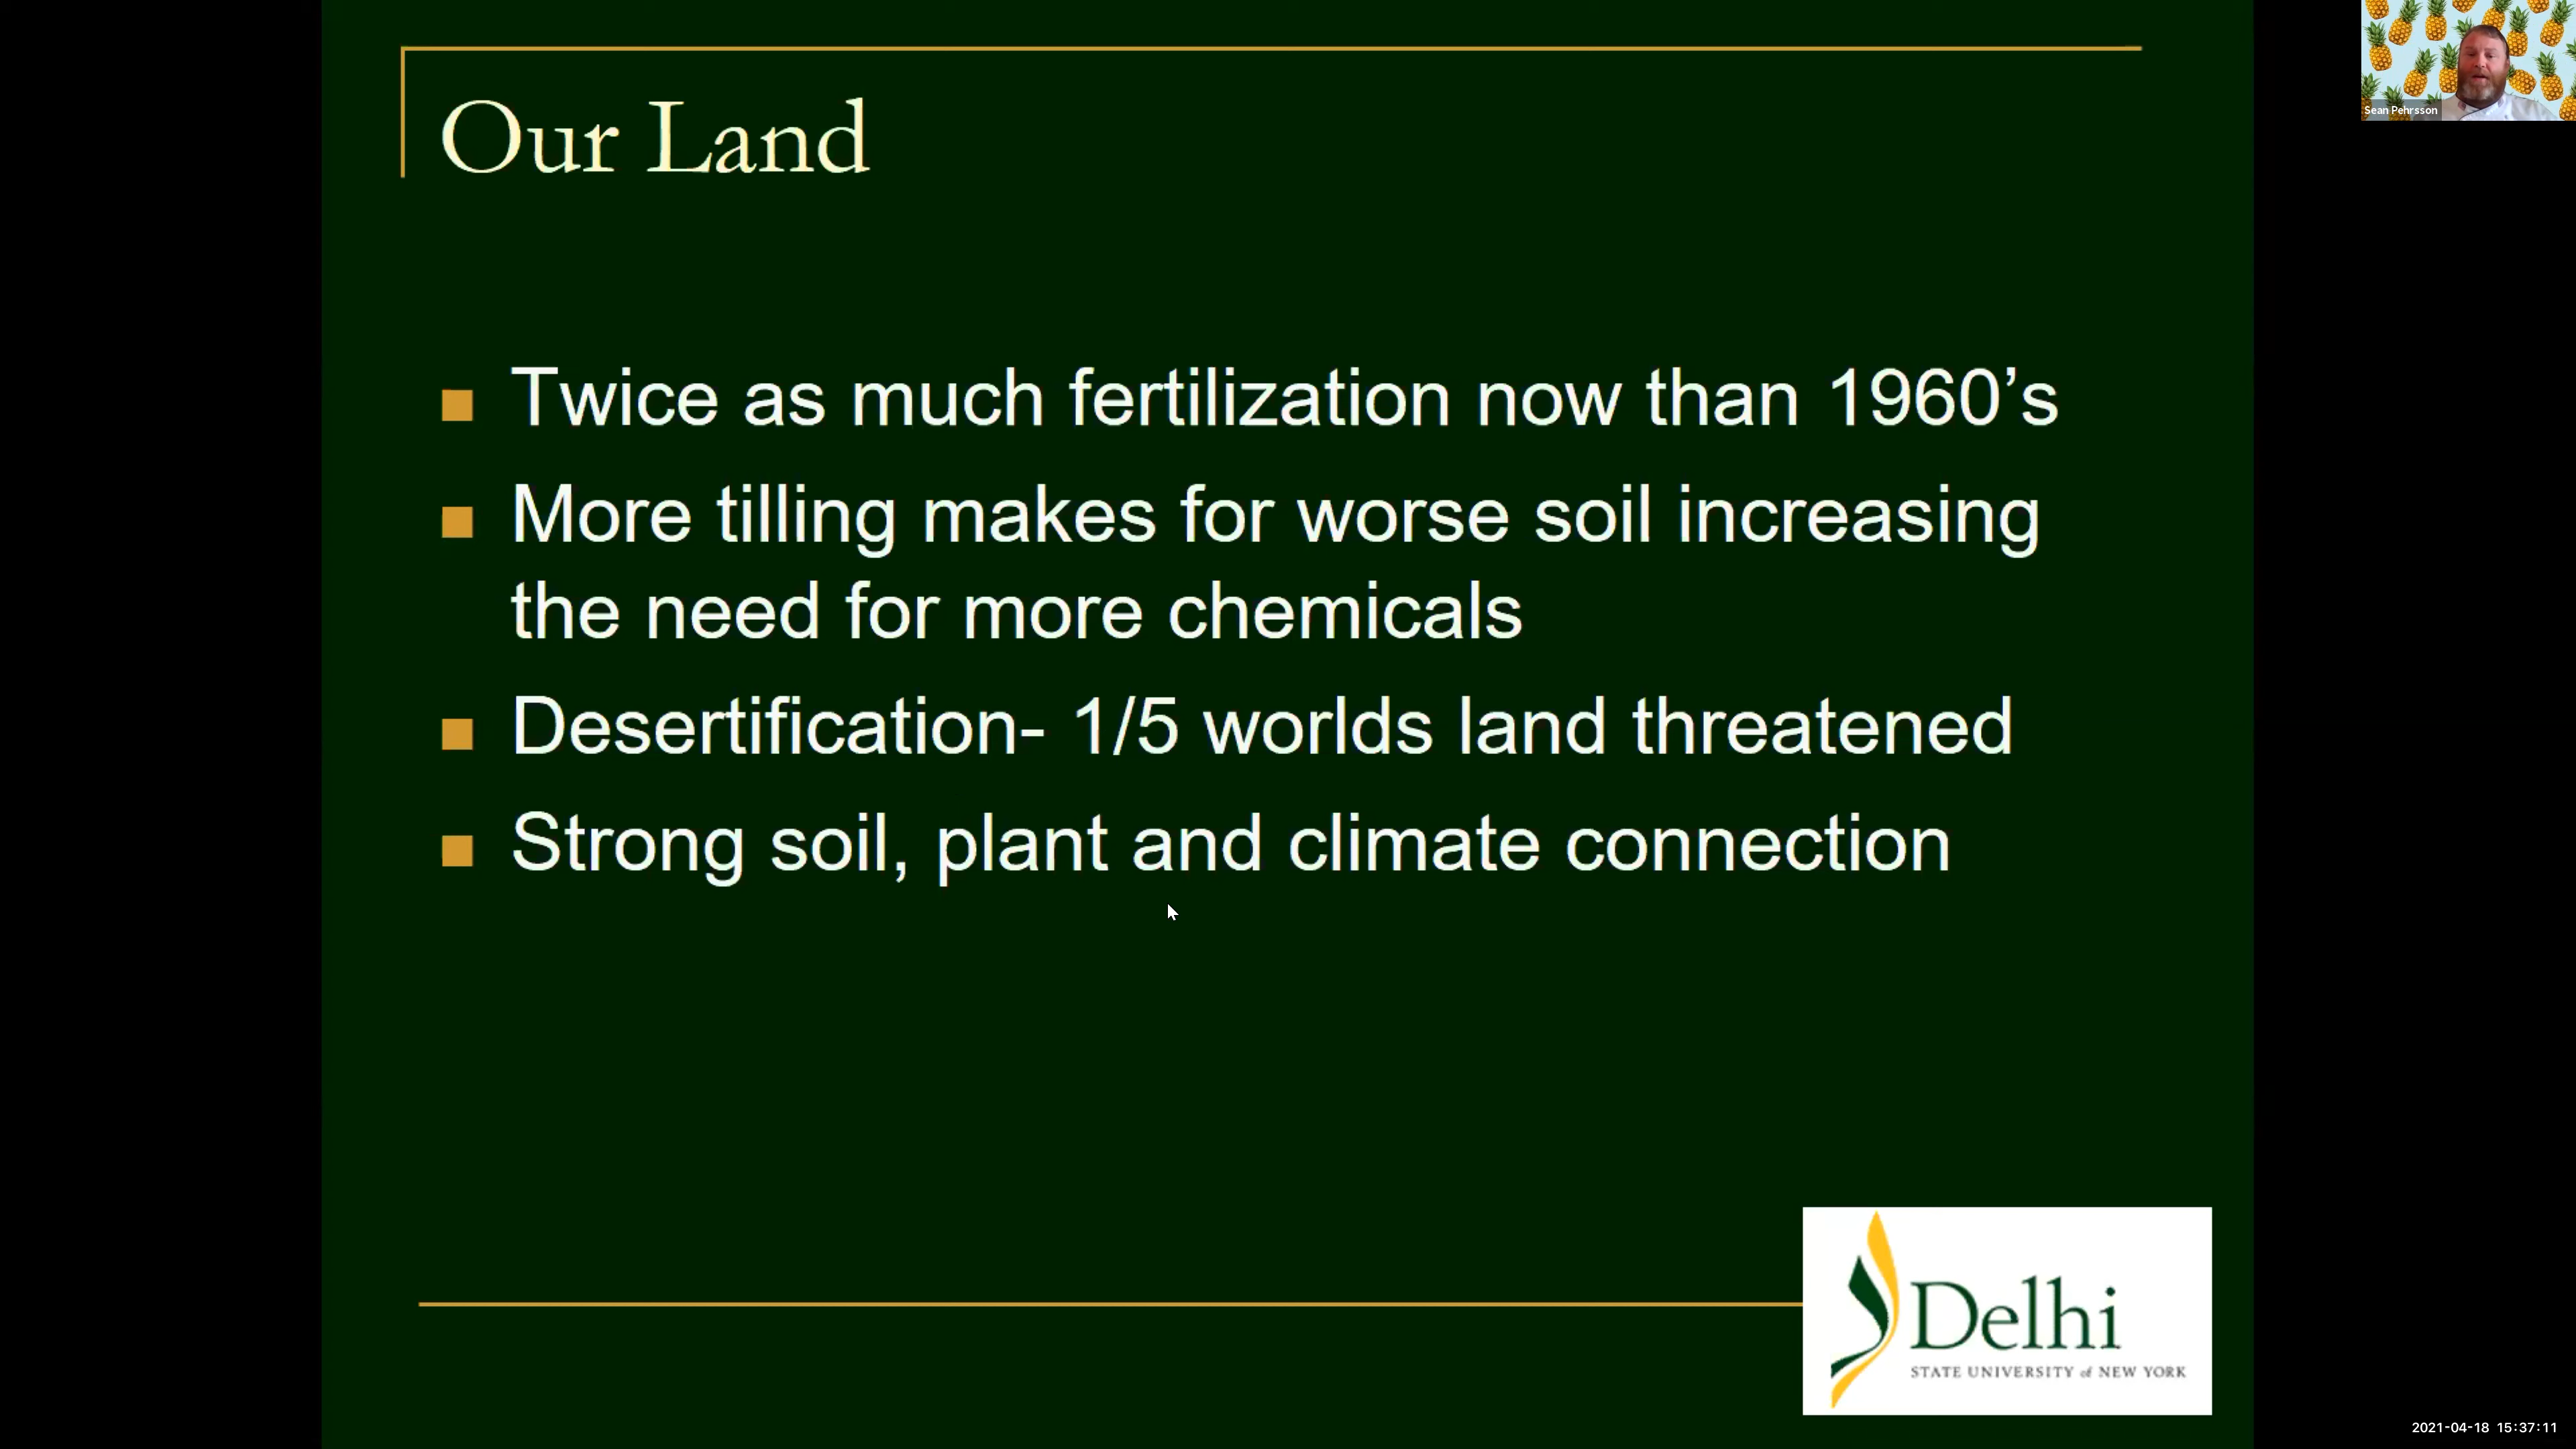 Our Land
Sean Pehrsson
Twice as much fertilization now than 1960’s
More tilling makes for worse soil increasing
the need for more chemicals
Desertification- 1/5 worlds land threatened
Strong soil, plant and climate connection
Delhi
STATE UNIVERSITY of NEW YORK
2021-04-18 15:37:11